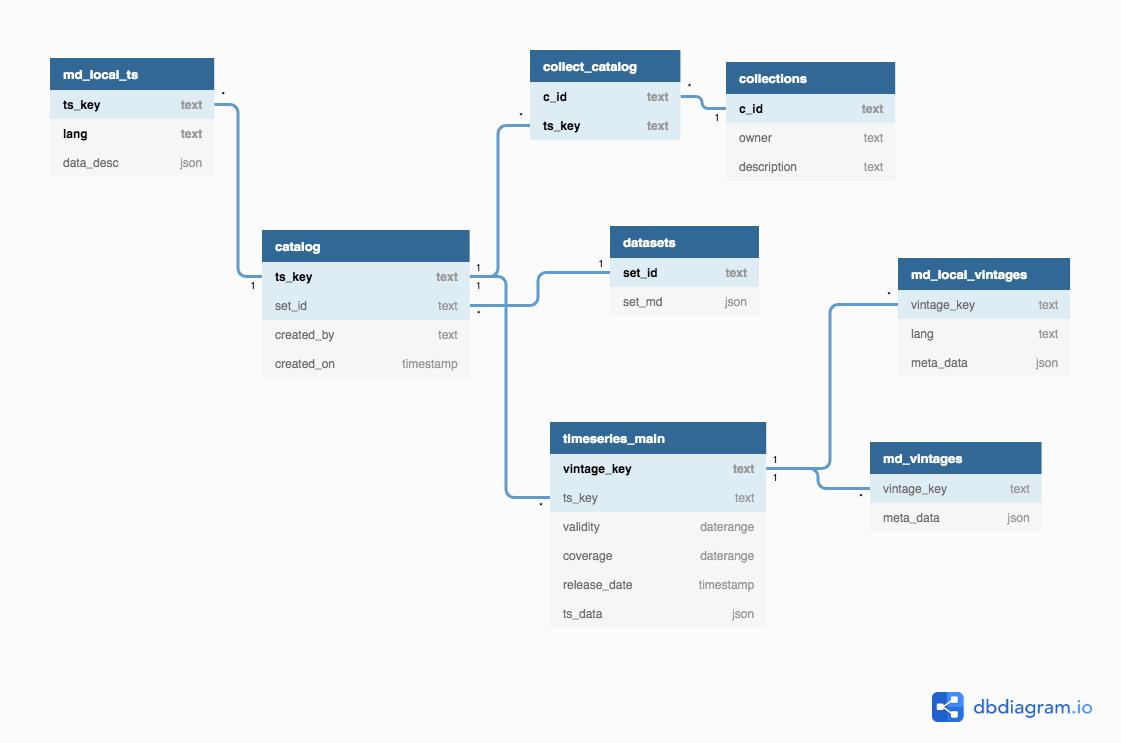 md_local_ts
ts_key text
lang text
data_desc json
*
1
collect_catalog
c_id text
ts_key text
*
*
collections
c_id text
owner text
description text
1
catalog
ts_key text
set_id text
created_by text
created_on timestamp
1
1
*
datasets
set_id text
set_md json
1
timeseries_main
vintage_key text
ts_key text
validity daterange
coverage daterange
release_date timestamp
ts_data json
*
1
1
md_local_vintages
vintage_key text
lang text
meta_data json
*
md_vintages
vintage_key text
meta_data json
*
dbdiagram.io